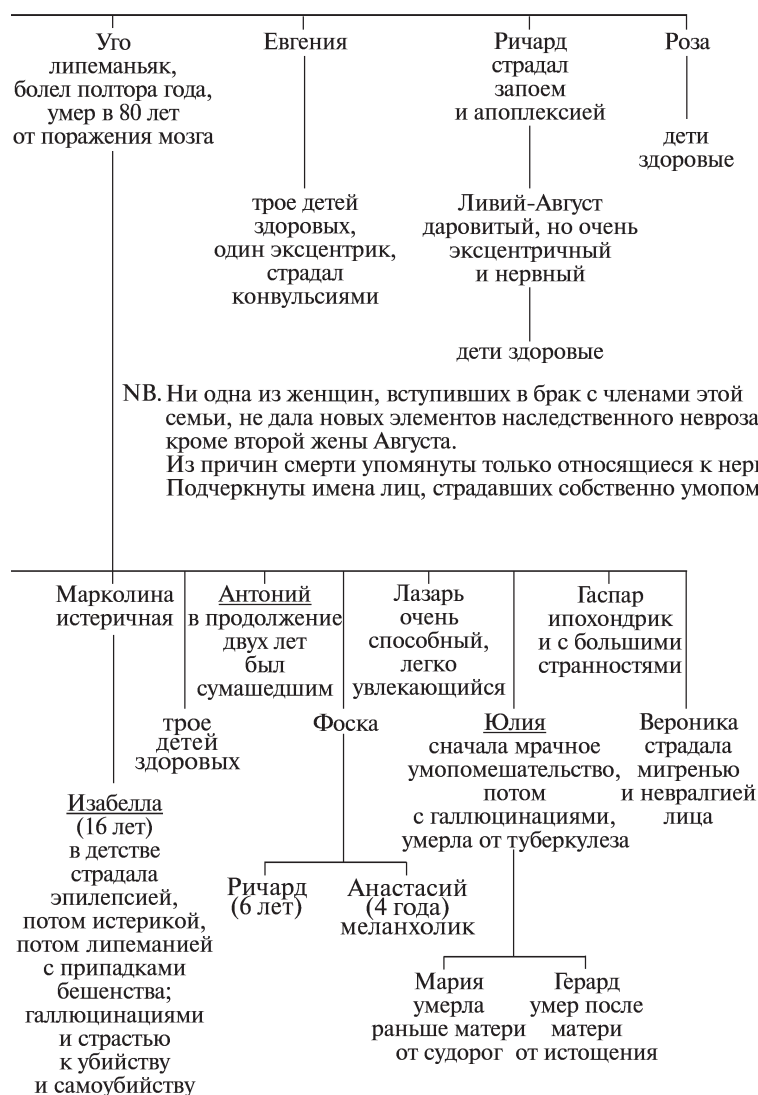 Уго
липеманьяк,
болел полтора года,
умер в 80 лет
от поражения мозга
Евгения
трое детей
здоровых,
один эксцентрик,
страдал
конвульсиями
Ричард
страдал
запоем
и апоплексией
Ливий-Август
даровитый, но очень
эксцентричный
и нервный
дети здоровые
Роза
дети
здоровые
NB. Ни одна из женщин, вступивших в брак с членами этой
семьи, не дала новых элементов наследственного невроза
кроме второй жены Августа.
Из причин смерти упомянуты только относящиеся к нер
Подчеркнуты имена лиц, страдавших собственно умопом
Марколина
истеричная
Изабелла
(16 лет)
в детстве
страдала
эпилепсией,
потом истерикой,
потом липеманией
с припадками
бешенства;
галлюцинациями
и страстью
к убийству
и самоубийству
трое
детей
здоровых
Антоний
в продолжение
двух лет
был
сумашедшим
Фоска
Ричард
(6 лет)
Анастасий
(4 года)
меланхолик
Лазарь
очень
способный,
легко
увлекающийся
Юлия
сначала мрачное
умопомешательство,
потом
с галлюцинациями,
умерла от туберкулеза
Мария
умерла
раньше матери
от судорог
Герард
умер после
матери
от истощения
Гаспар
ипохондрик
и с большими
странностями
Вероника
страдала
мигренью
и невралгией
лица